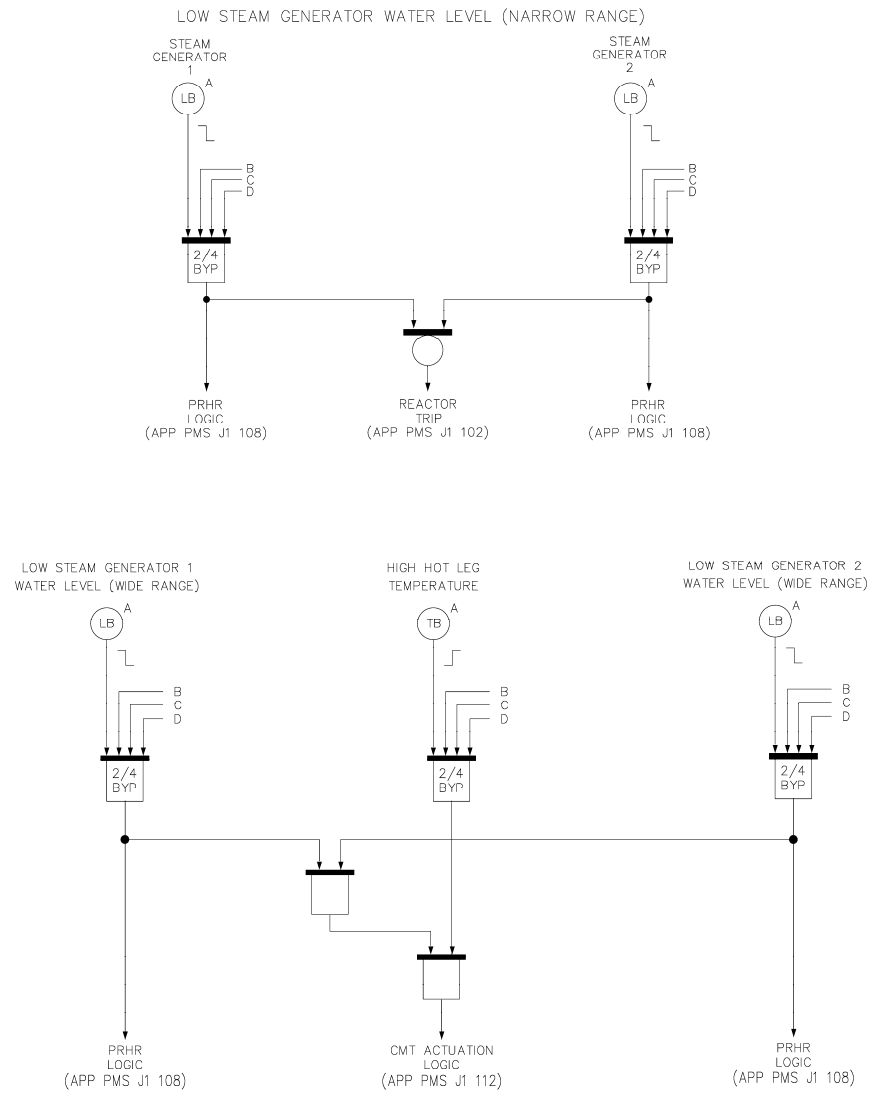 LOW STEAM GENERATOR WATER LEVEL (NARROW RANGE)
STEAM
GENERATOR
1
A
LB
B
C
D
2/4
BYP
STEAM
GENERATOR
2
A
LB
B
C
D
2/4
BYP
PRHR
LOGIC
(APP PMS J1 108)
REACTOR
TRIP
(APP PMS J1 102)
PRHR
LOGIC
(APP PMS J1 108)
LOW STEAM GENERATOR 1
WATER LEVEL (WIDE RANGE)
A
LB
B
C
D
2/4
BYP
HIGH HOT LEG
TEMPERATURE
A
TB
B
C
D
2/4
BYP
LOW STEAM GENERATOR 2
WATER LEVEL (WIDE RANGE)
A
LB
B
C
D
2/4
BYP
PRHR
LOGIC
(APP PMS J1 108)
CMT ACTUATION
LOGIC
(APP PMS J1 112)
PRHR
LOGIC
(APP PMS J1 108)